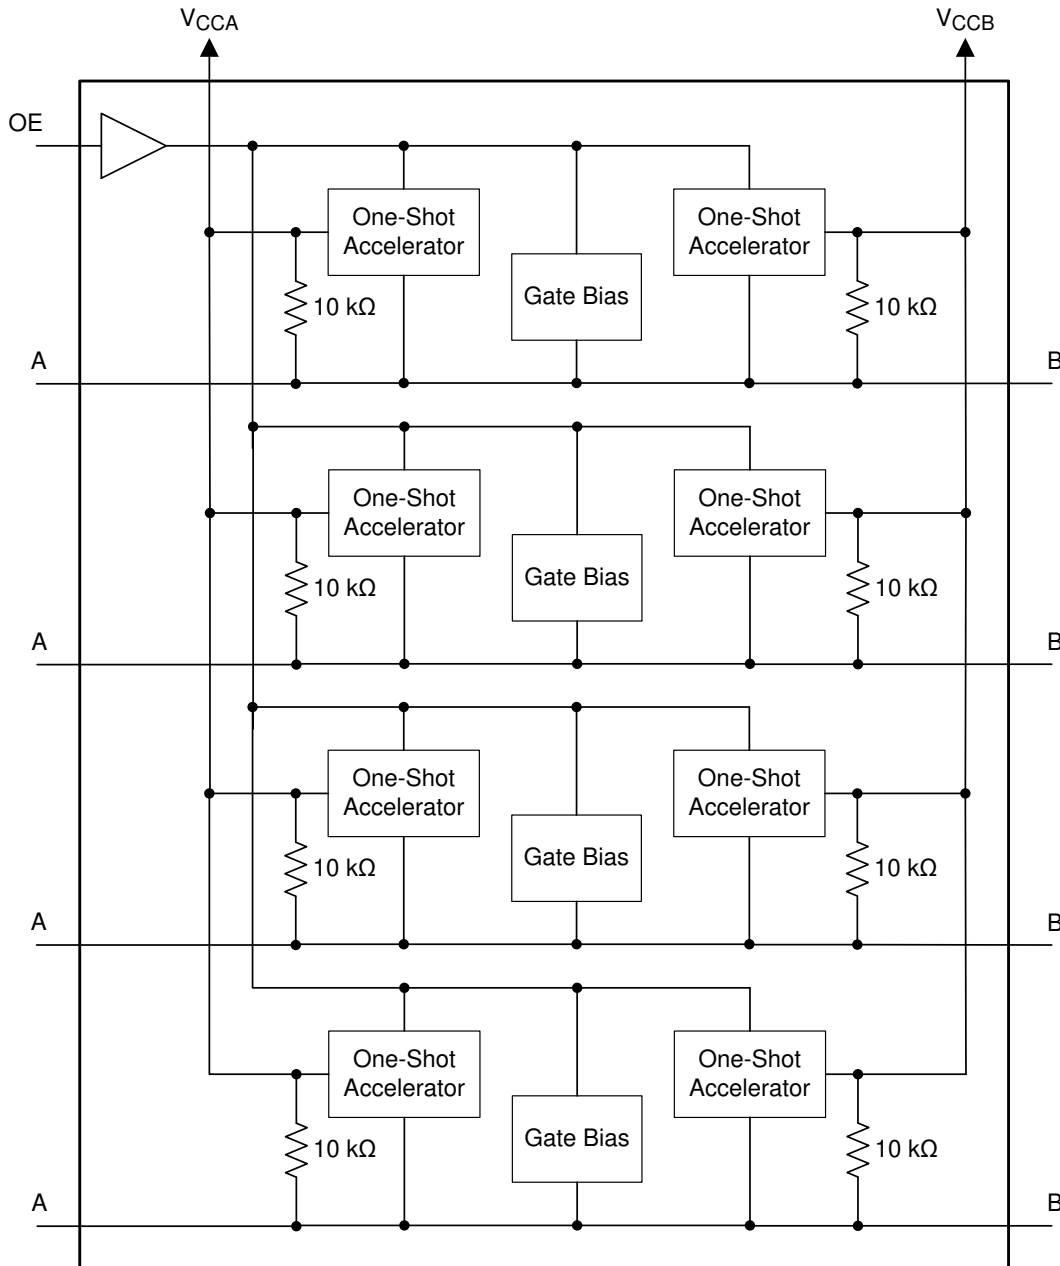 VCCA
VCCB
OE
One-Shot
Accelerator
One-Shot
Accelerator
Gate Bias
10 kΩ
10 kΩ
A
B
One-Shot
Accelerator
One-Shot
Accelerator
Gate Bias
10 kΩ
10 kΩ
A
B
One-Shot
Accelerator
One-Shot
Accelerator
Gate Bias
10 kΩ
10 kΩ
A
B
One-Shot
Accelerator
One-Shot
Accelerator
Gate Bias
10 kΩ
10 kΩ
A
B